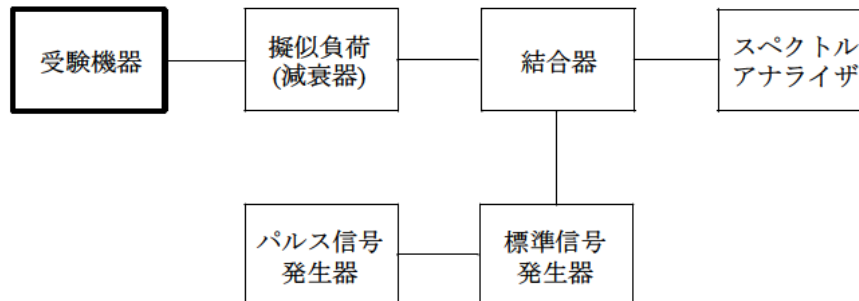 受験機器
擬似負荷
(減衰器)
結合器
スペクトル
アナライザ
パルス信号
発生器
標準信号
発生器